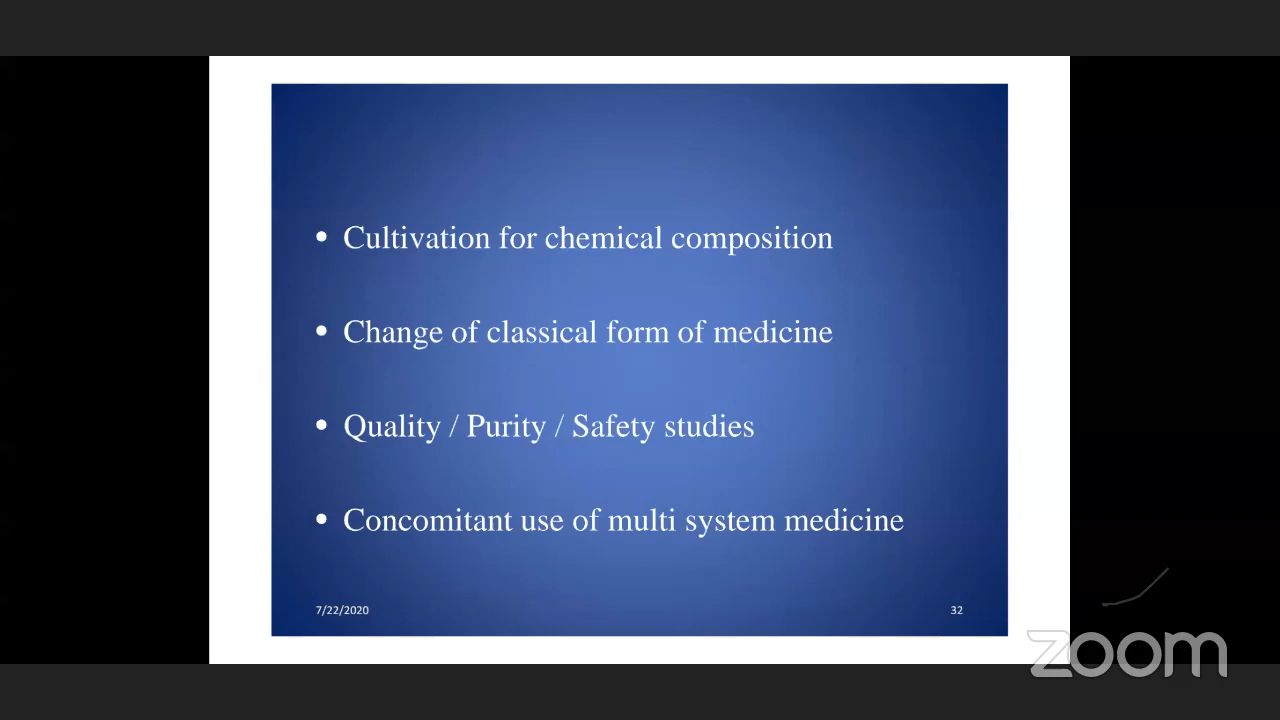 • Cultivation for chemical composition
• Change of classical form of medicine
• Quality / Purity / Safety studies
• Concomitant use of multi system medicine
7/22/2020
32
zoom